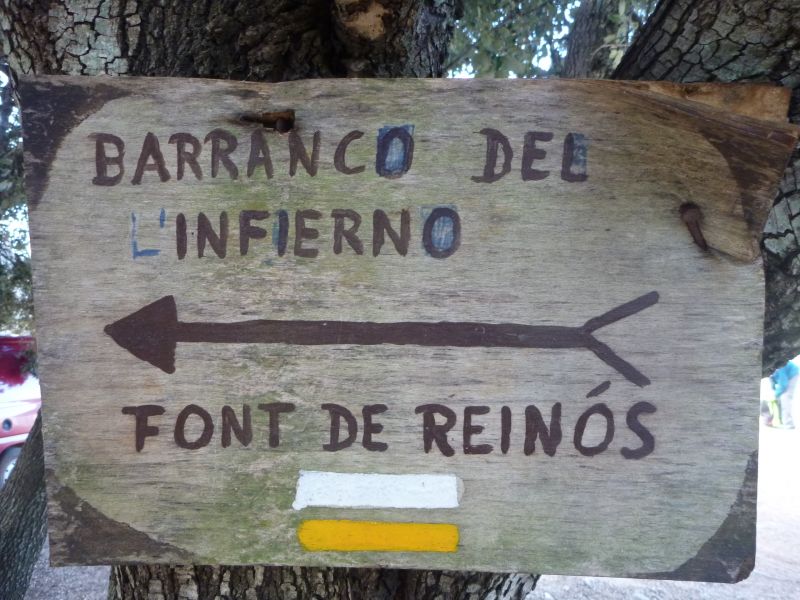 BARRANCO DEL
L'INFIERNO
FONT DE REINÓS